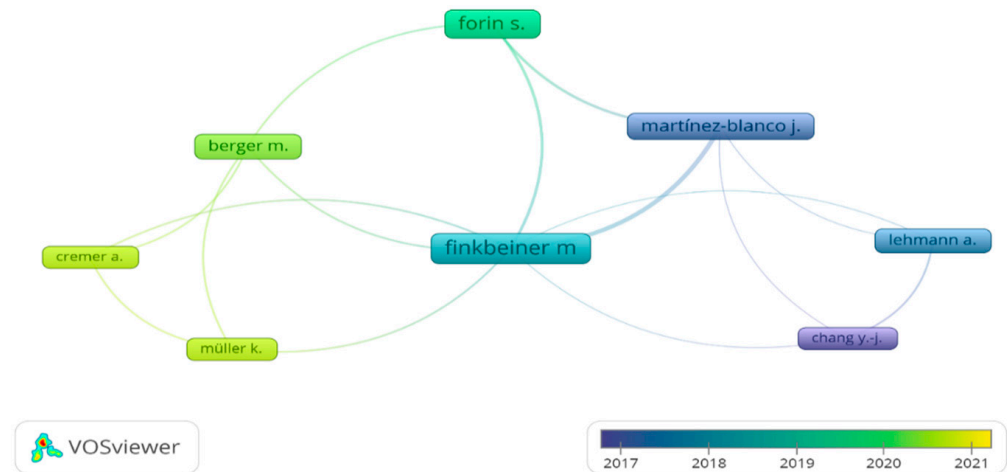 forin s.
martínez-blanco j.
berger m.
finkbeiner m
lehmann a.
cremer a.
chang y.-j.
müller k.
VOSviewer
2017 2018 2019 2020 2021